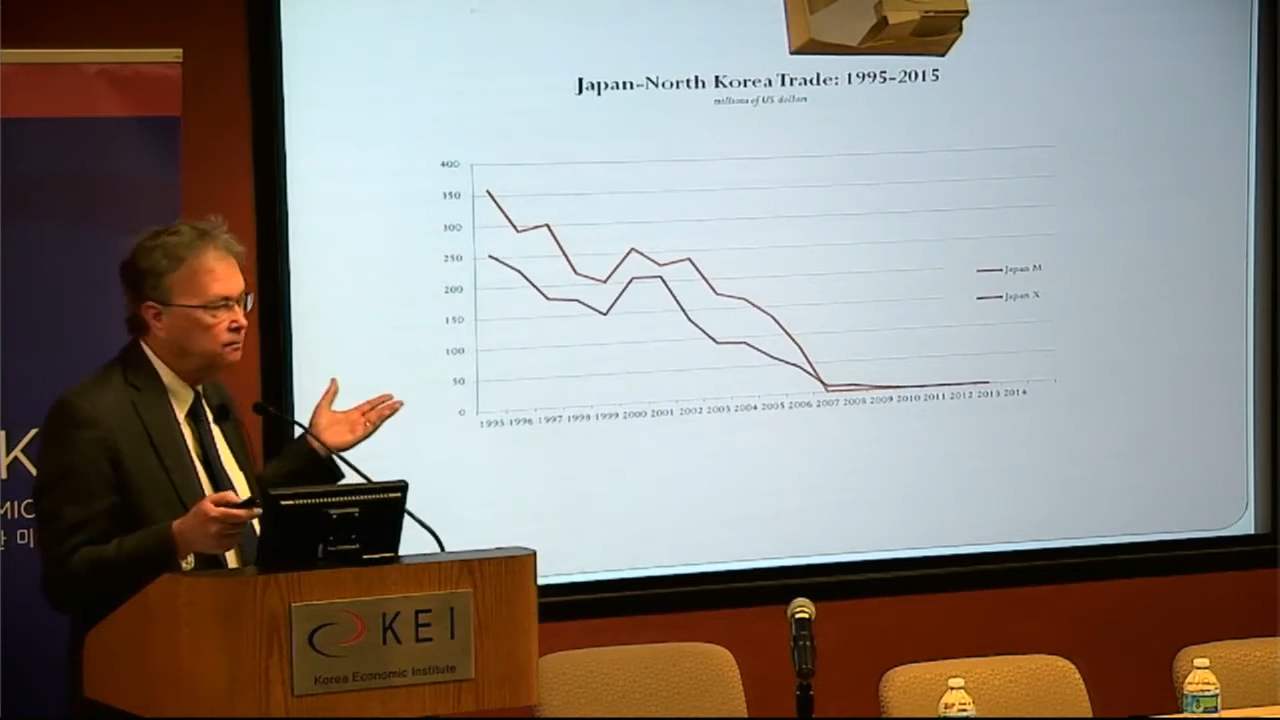 Japan-North Korea Trade: 1995-2015
millions of US dollars
400
350
300
250
200
150
100
50
0
1995 1996 1997 1998 1999 2000 2001 2002 2003 2004 2005 2006 2007 2008 2009 2010 2011 2012 2013 2014
Japan M
Japan X
K
MIC
미
KEI
Korea Economic Institute